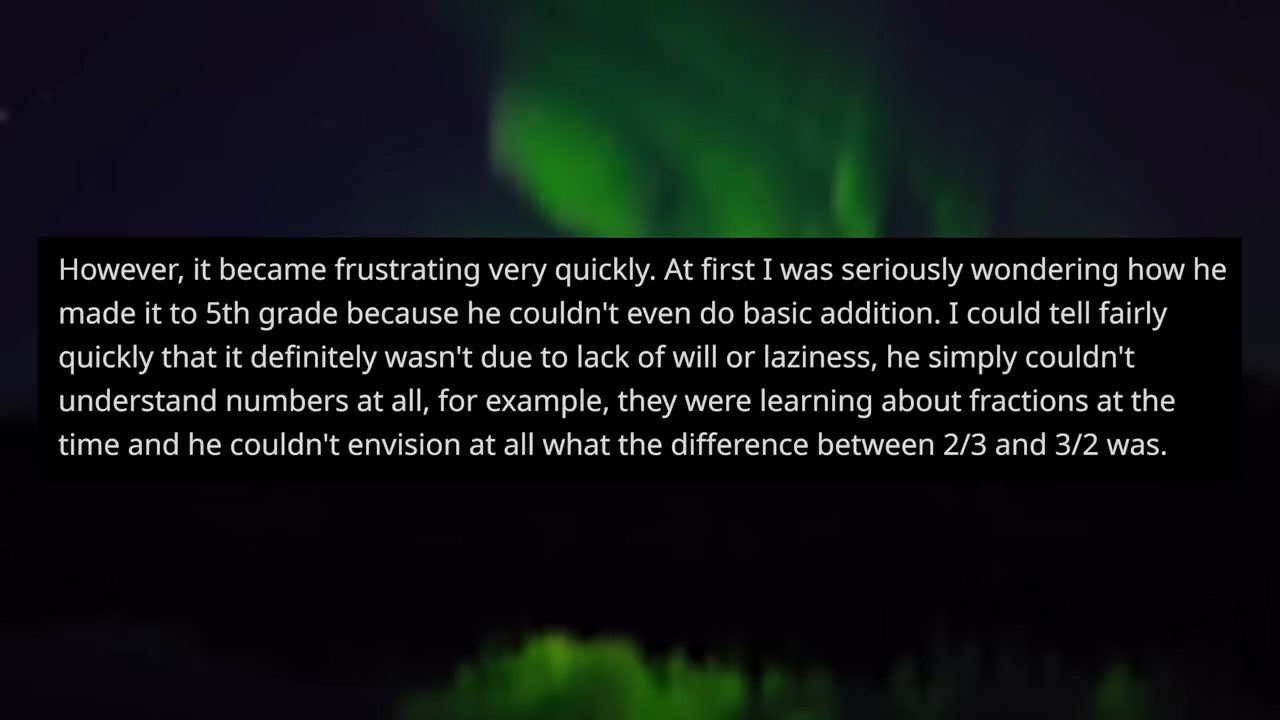 However, it became frustrating very quickly. At first I was seriously wondering how he
made it to 5th grade because he couldn't even do basic addition. I could tell fairly
quickly that it definitely wasn't due to lack of will or laziness, he simply couldn't
understand numbers at all, for example, they were learning about fractions at the
time and he couldn't envision at all what the difference between 2/3 and 3/2 was.